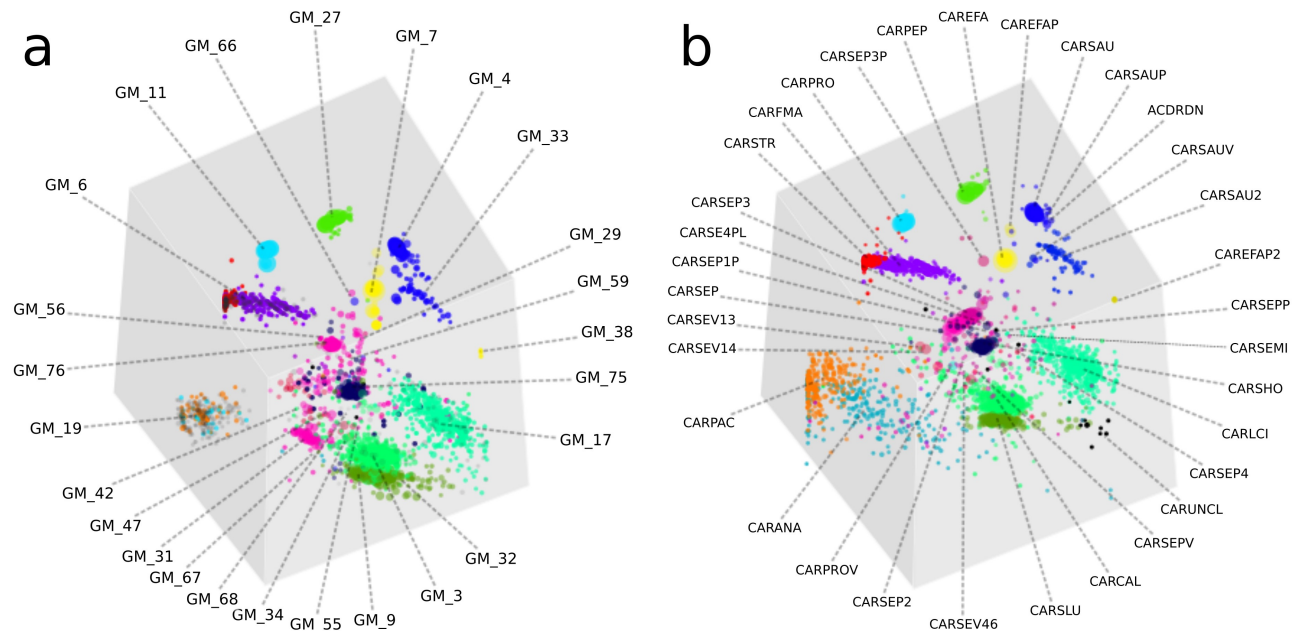 a
GM_27
GM_66
GM_7
GM_11
GM_4
GM_33
GM_6
GM_29
GM_59
GM_56
GM_38
GM_76
GM_75
GM_19
GM_17
GM_42
GM_47
GM_31
GM_67
GM_68
GM_34
GM_55
GM_9
GM_3
GM_32
b
CAREFA
CAREFAP
CARPEP
CARSAU
CARSEP3P
CARSAUP
CARPRO
ACDRDN
CARFMA
CARSTR
CARSAUV
CARSAU2
CARSEP3
CARSE4PL
CAREFAP2
CARSEP1P
CARSEP
CARSEPP
CARSEV13
CARSEV14
CARSEMI
CARSHO
CARPAC
CARLCI
CARSEP4
CARUNCL
CARANA
CARSEPV
CARPROV
CARCAL
CARSEP2
CARSLU
CARSEV46